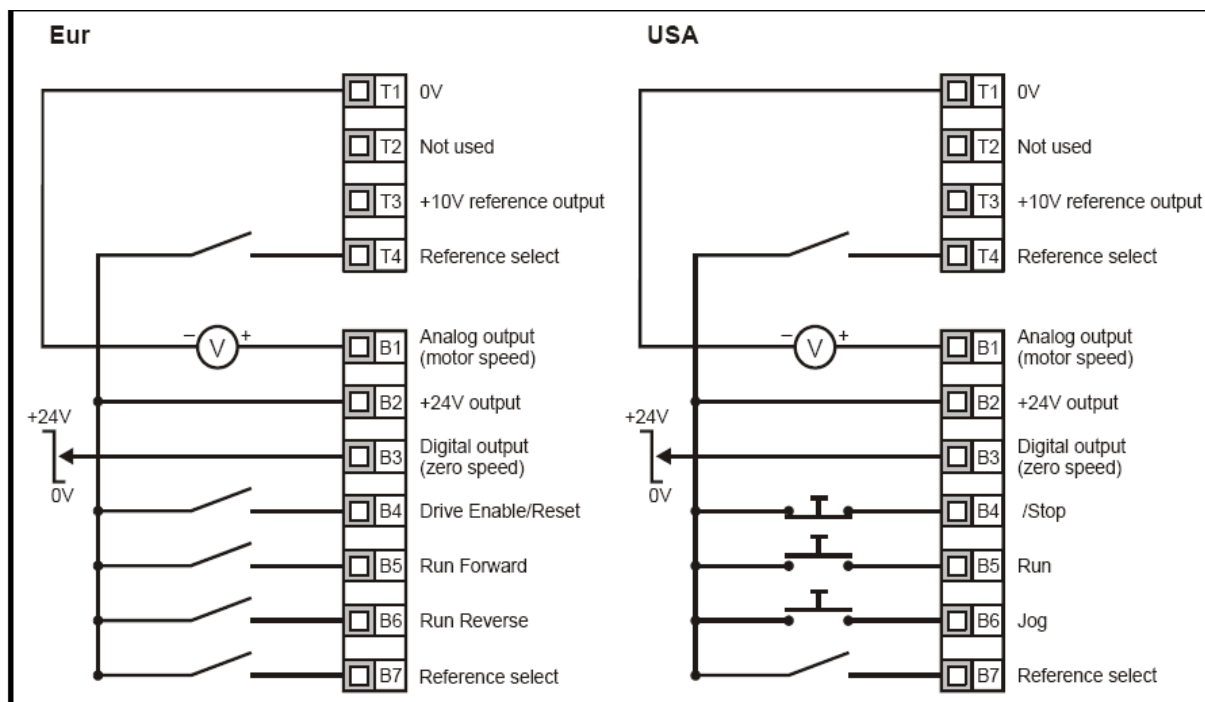 Eur
T1 0V
T2 Not used
T3 +10V reference output
T4 Reference select
– V + B1 Analog output
(motor speed)
B2 +24V output
+24V
B3 Digital output
(zero speed)
0V
B4 Drive Enable/Reset
B5 Run Forward
B6 Run Reverse
B7 Reference select
USA
T1 0V
T2 Not used
T3 +10V reference output
T4 Reference select
– V + B1 Analog output
(motor speed)
B2 +24V output
+24V
B3 Digital output
(zero speed)
0V
B4 /Stop
B5 Run
B6 Jog
B7 Reference select